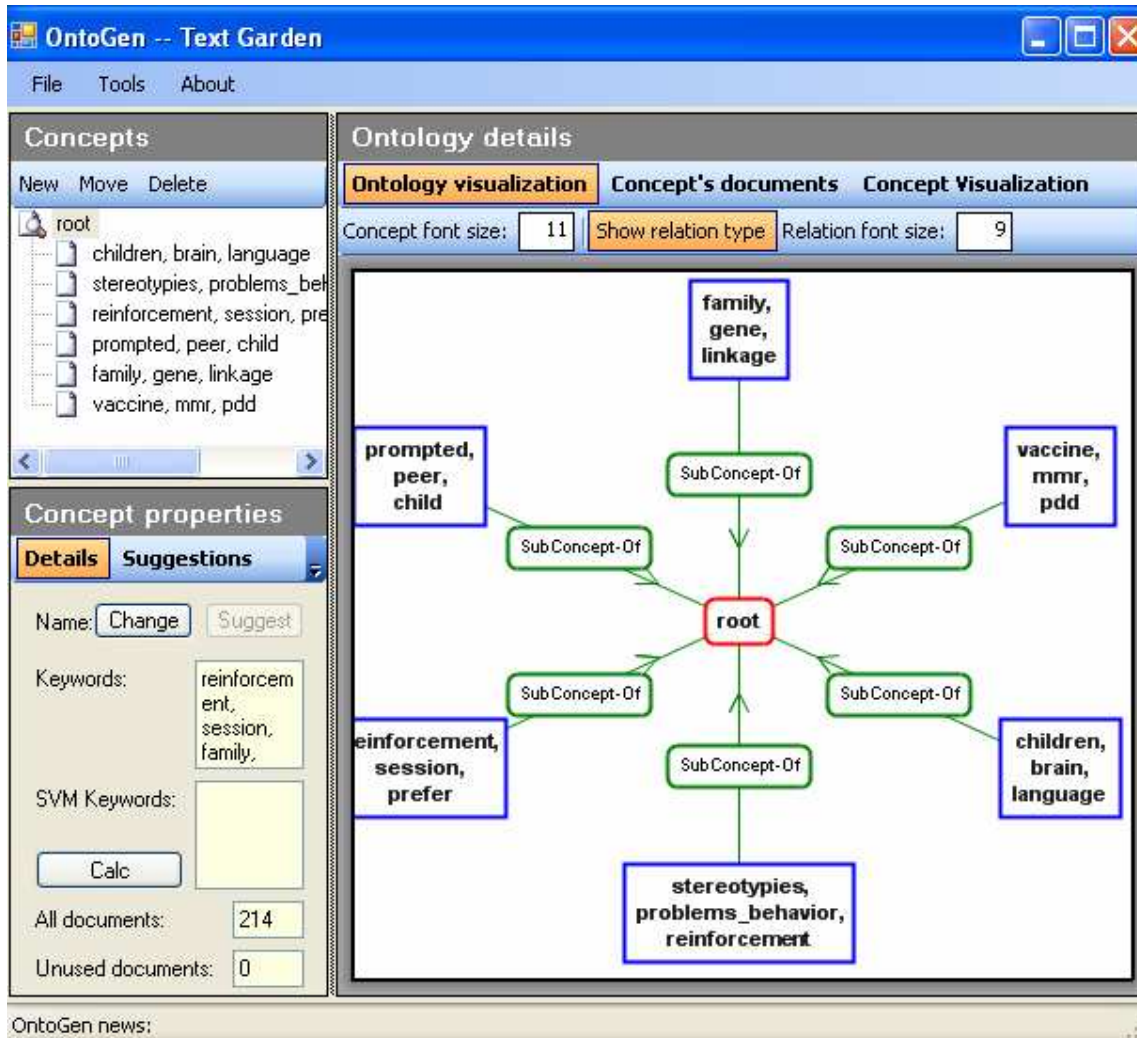 OntoGen -- Text Garden
File Tools About
Concepts
New Move Delete
root
children, brain, language
stereotypies, problems_beh
reinforcement, session, pre
prompted, peer, child
family, gene, linkage
vaccine, mmr, pdd
Concept properties
Details Suggestions
Name: Change Suggest
Keywords:
reinforcem
ent,
session,
family,
SVM Keywords:
Calc
All documents: 214
Unused documents: 0
Ontology details
Ontology visualization Concept's documents Concept Visualization
Concept font size: 11 Show relation type Relation font size: 9
family,
gene,
linkage
prompted,
peer,
child
vaccine,
mmr,
pdd
SubConcept-Of
SubConcept-Of
SubConcept-Of
root
SubConcept-Of
SubConcept-Of
SubConcept-Of
einforcement,
session,
prefer
children,
brain,
language
stereotypies,
problems_behavior,
reinforcement
OntoGen news: